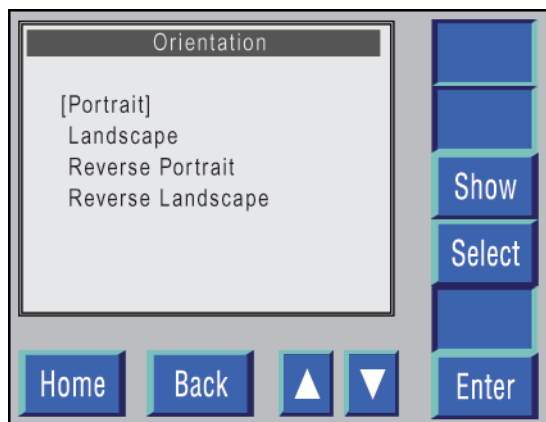 Orientation
[Portrait]
Landscape
Reverse Portrait
Reverse Landscape
Show
Select
Home
Back
Enter